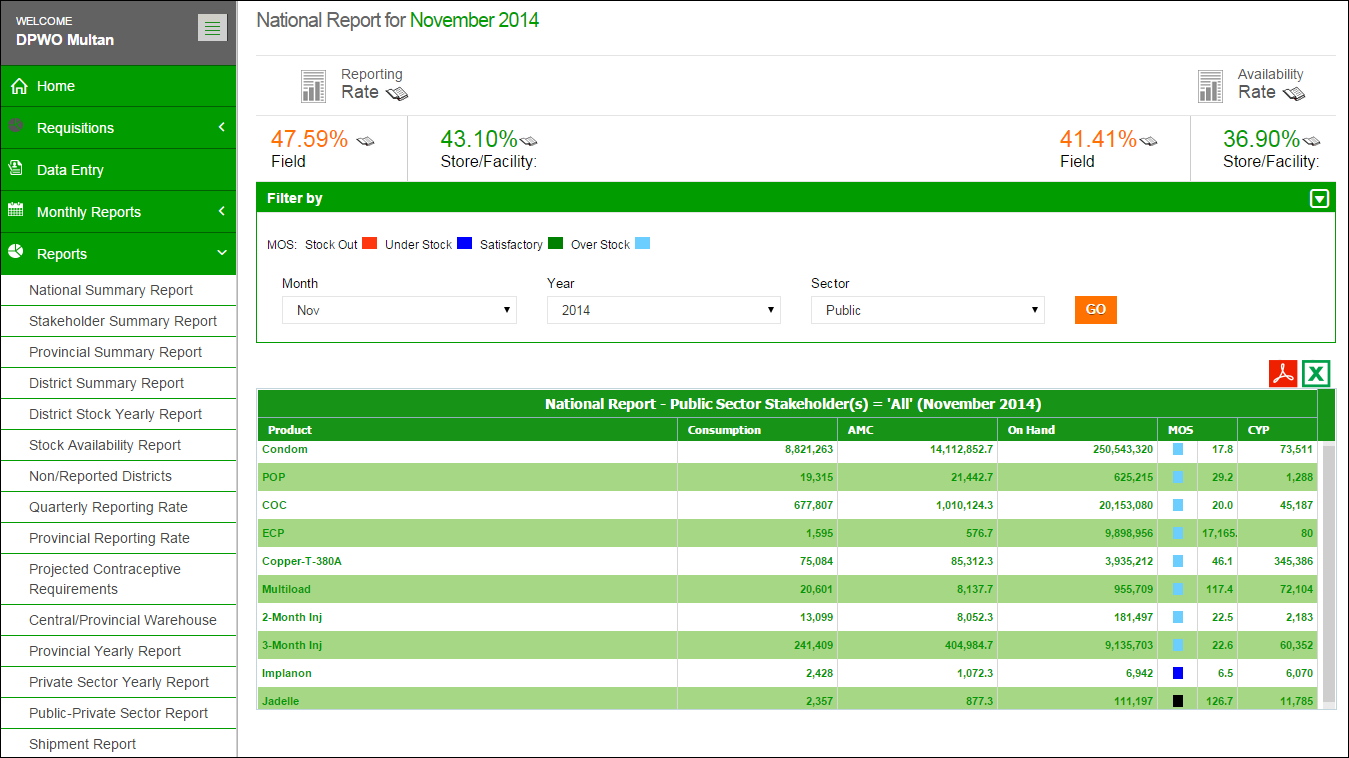 WELCOME
DPWO Multan
Home
Requisitions
Data Entry
Monthly Reports
Reports
National Summary Report
Stakeholder Summary Report
Provincial Summary Report
District Summary Report
District Stock Yearly Report
Stock Availability Report
Non/Reported Districts
Quarterly Reporting Rate
Provincial Reporting Rate
Projected Contraceptive
Requirements
Central/Provincial Warehouse
Provincial Yearly Report
Private Sector Yearly Report
Public-Private Sector Report
Shipment Report
National Report for November 2014
Reporting
Rate
Availability
Rate
47.59% 43.10% 41.41% 36.90%
Field Store/Facility: Field Store/Facility:
Filter by
MOS: Stock Out Under Stock Satisfactory Over Stock
Month Year Sector
Nov 2014 Public GO
National Report - Public Sector Stakeholder(s) = 'All' (November 2014)
Product Consumption AMC On Hand MOS CYP
Condom 8,821,263 14,112,852.7 250,543,320 17.8 73,511
POP 19,315 21,442.7 625,215 29.2 1,288
COC 677,807 1,010,124.3 20,153,080 20.0 45,187
ECP 1,595 576.7 9,898,956 17,165. 80
Copper-T-380A 75,084 85,312.3 3,935,212 46.1 345,386
Multiload 20,601 8,137.7 955,709 117.4 72,104
2-Month Inj 13,099 8,052.3 181,497 22.5 2,183
3-Month Inj 241,409 404,984.7 9,135,703 22.6 60,352
Implanon 2,428 1,072.3 6,942 6.5 6,070
Jadelle 2,357 877.3 111,197 126.7 11,785